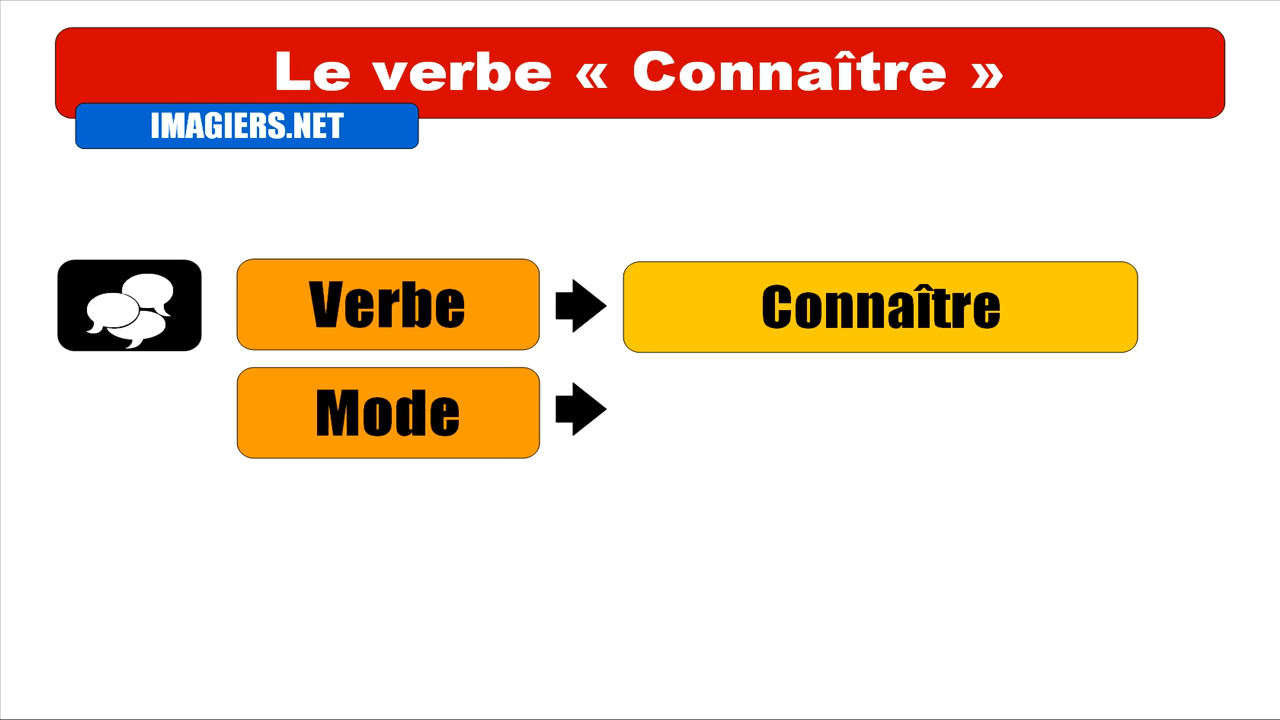 Le verbe « Connaître »
IMAGIERS.NET
Verbe
Connaître
Mode